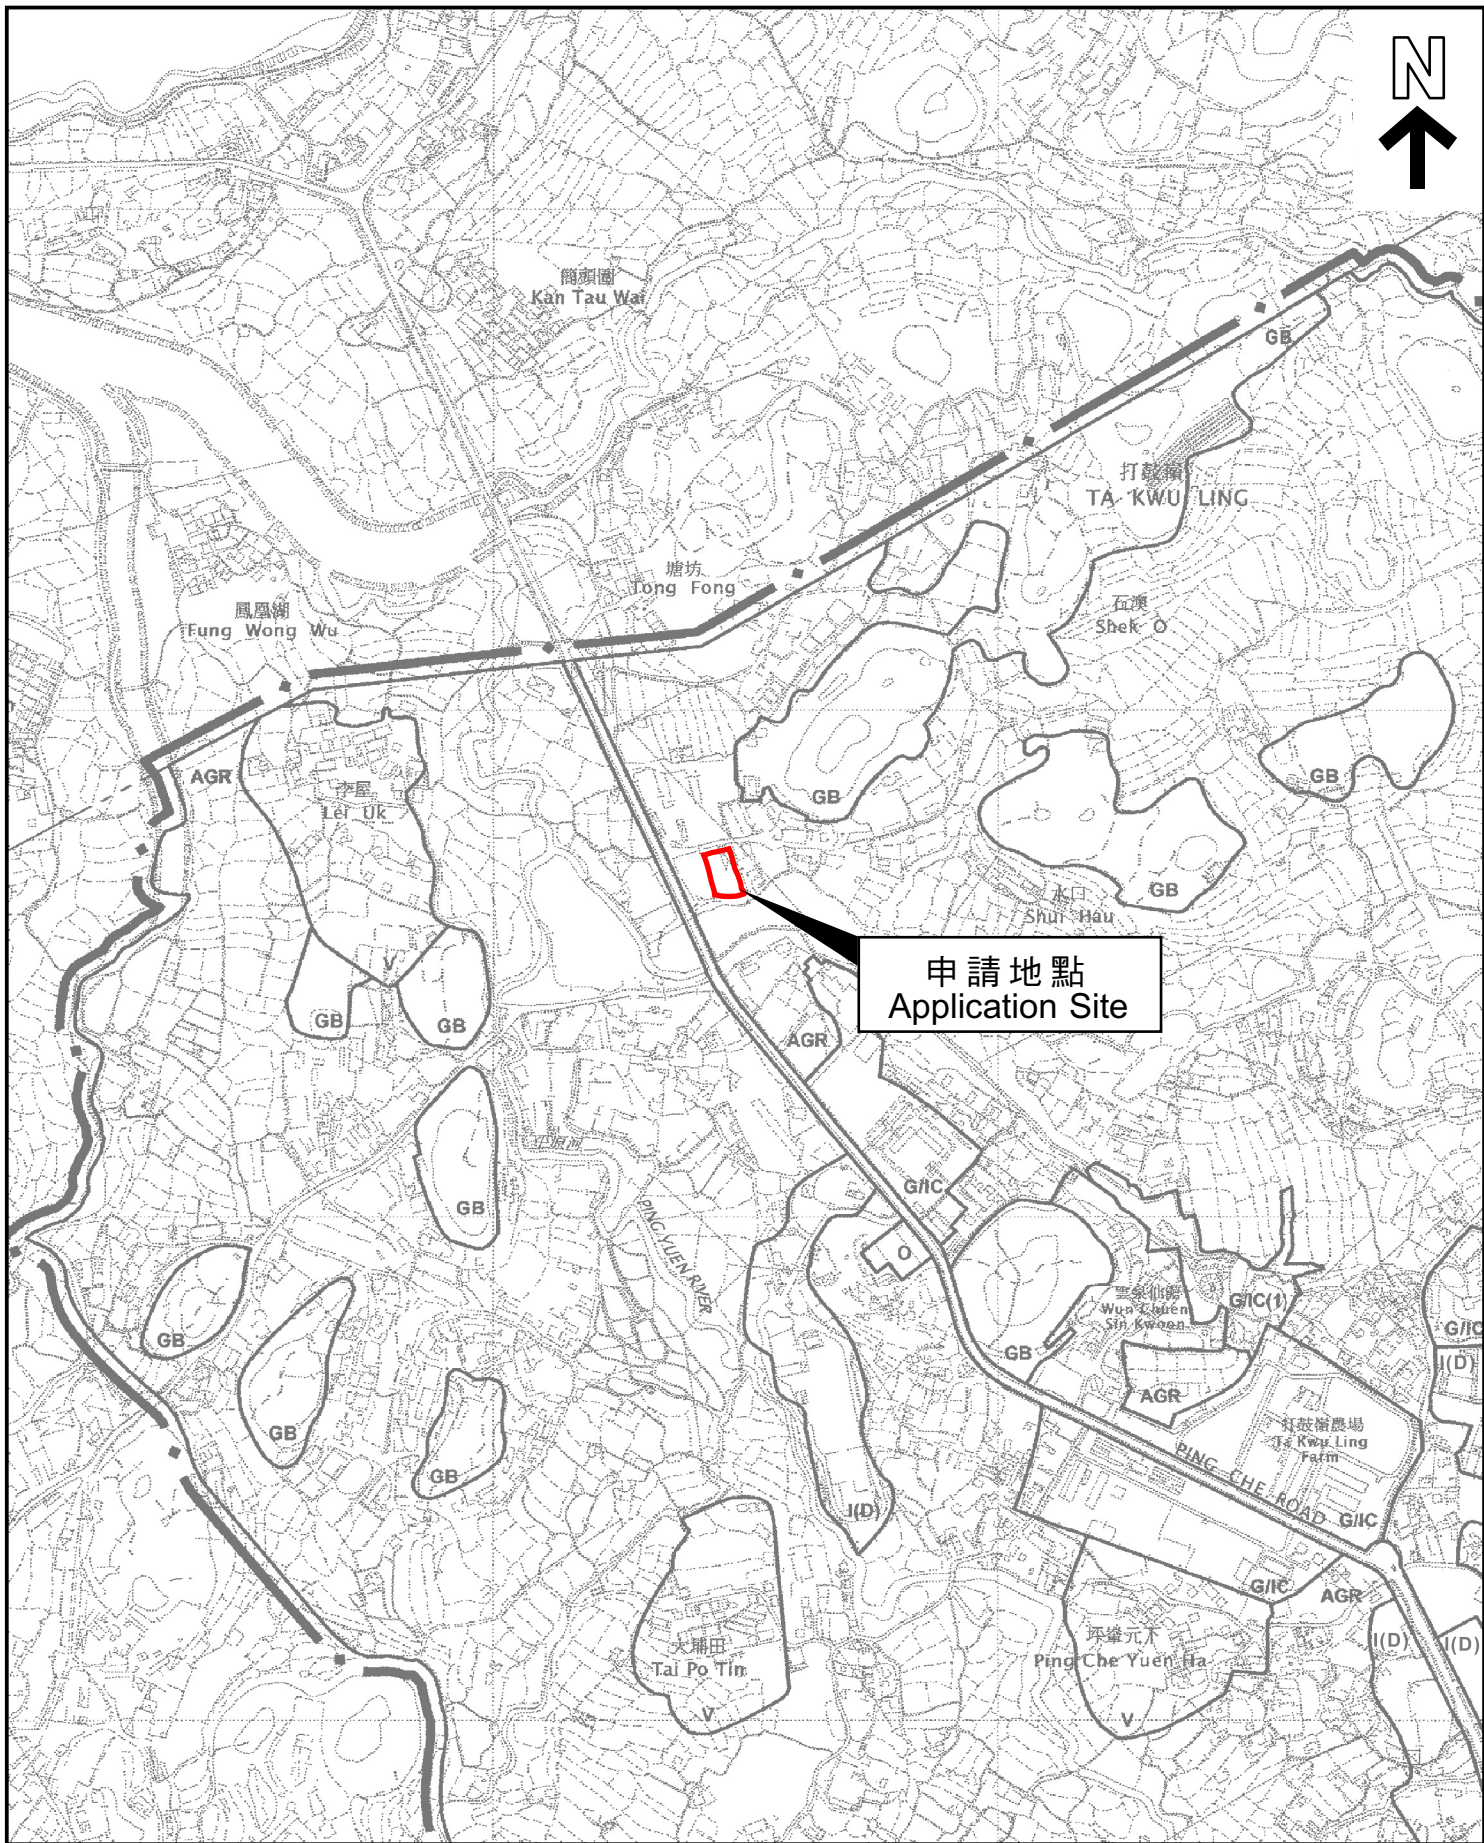 N
筒頭圍
Kan Tau Wai
GB
打鼓嶺
TA KWU LING
塘坊
Tong Fong
石澳
Shek O
鳳凰湖
Fung Wong Wu
AGR
李屋
Lei Uk
GB
GB
GB
水口
Shui Hau
申請地點
Application Site
V
GB
GB
AGR
平原河
PING YUEN RIVER
G/IC
GB
O
雲泉仙館
Wun Chuen
Sin Kwoon
G/IC(1)
G/IC
I(D)
GB
GB
AGR
GB
打鼓嶺農場
Ta Kwu Ling
Farm
GB
PING CHE ROAD
I(D)
G/IC
G/IC
AGR
大埔田
Tai Po Tin
坪輋元下
Ping Che Yuen Ha
I(D)
I(D)
V
V